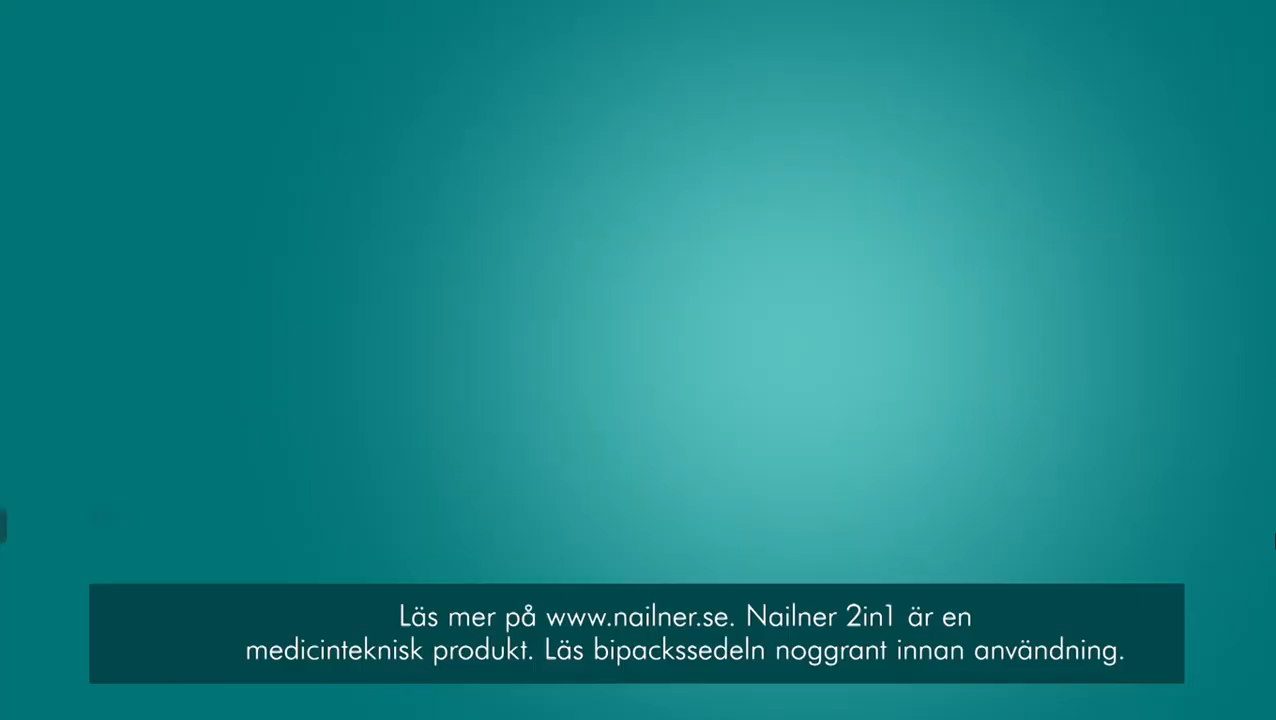 Läs mer på www.nailner.se. Nailner 2in1 är en
medicinteknisk produkt. Läs bipackssedeln noggrant innan användning.